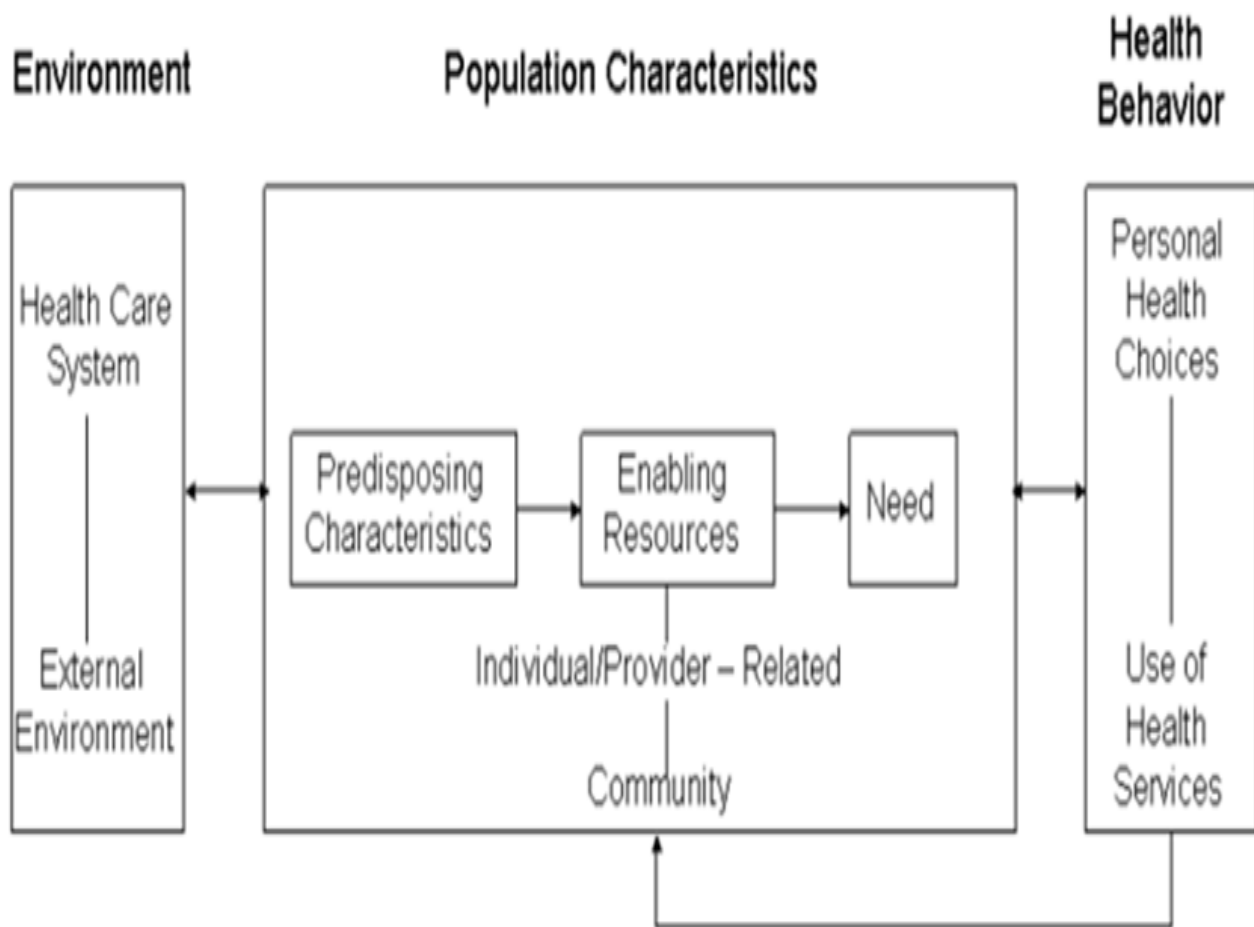 Environment
Population Characteristics
Health
Behavior
Health Care
System
External
Environment
Predisposing
Characteristics
Enabling
Resources
Need
Individual/Provider – Related
Community
Personal
Health
Choices
Use of
Health
Services